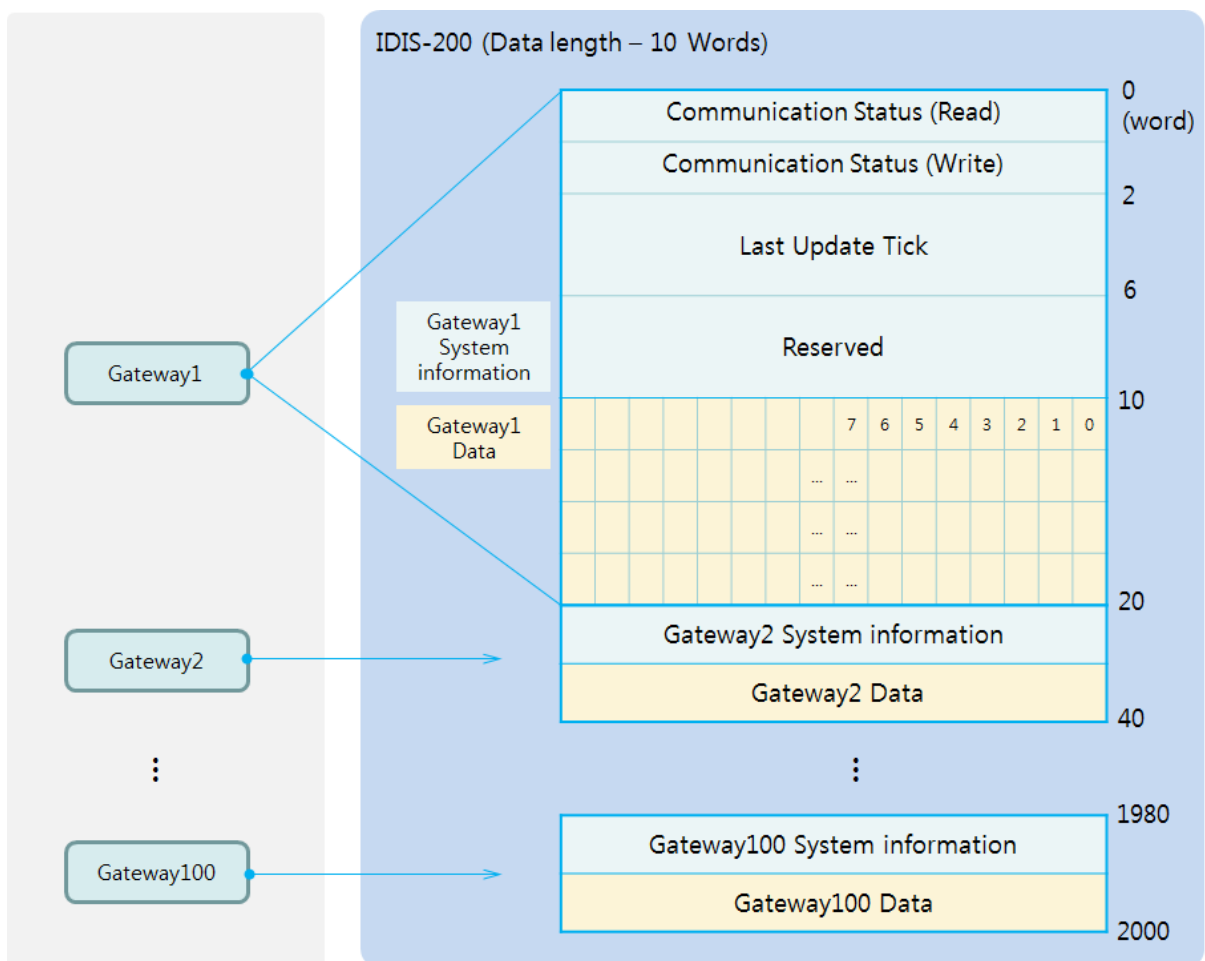 IDIS-200 (Data length – 10 Words)
0
(word)
Communication Status (Read)
Communication Status (Write)
2
Last Update Tick
6
Gateway1
System
information
Reserved
Gateway1
10
Gateway1
Data
7 6 5 4 3 2 1 0
... ...
... ...
... ...
20
Gateway2 System information
Gateway2
Gateway2 Data
40
1980
Gateway100 System information
Gateway100
Gateway100 Data
2000